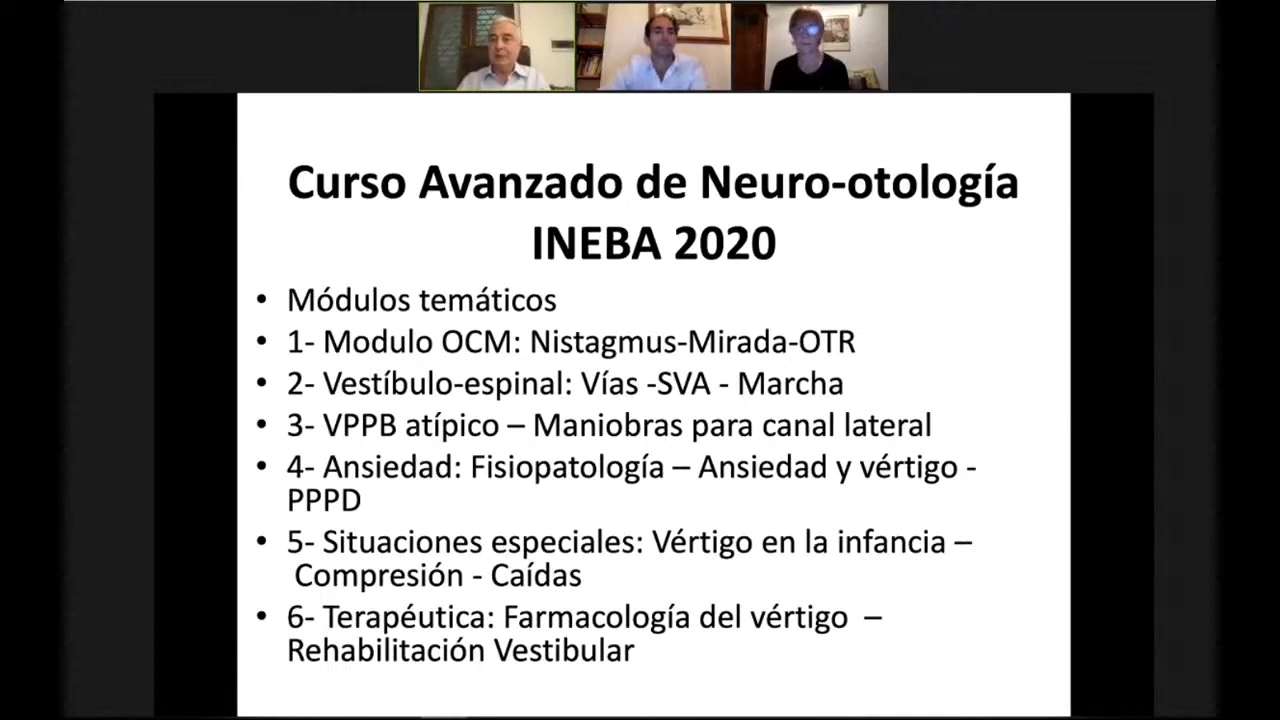 Curso Avanzado de Neuro-otología
INEBA 2020
• Módulos temáticos
• 1- Modulo OCM: Nistagmus-Mirada-OTR
• 2- Vestíbulo-espinal: Vías -SVA - Marcha
• 3- VPPB atípico – Maniobras para canal lateral
• 4- Ansiedad: Fisiopatología – Ansiedad y vértigo -
PPPD
• 5- Situaciones especiales: Vértigo en la infancia –
Compresión - Caídas
• 6- Terapéutica: Farmacología del vértigo –
Rehabilitación Vestibular